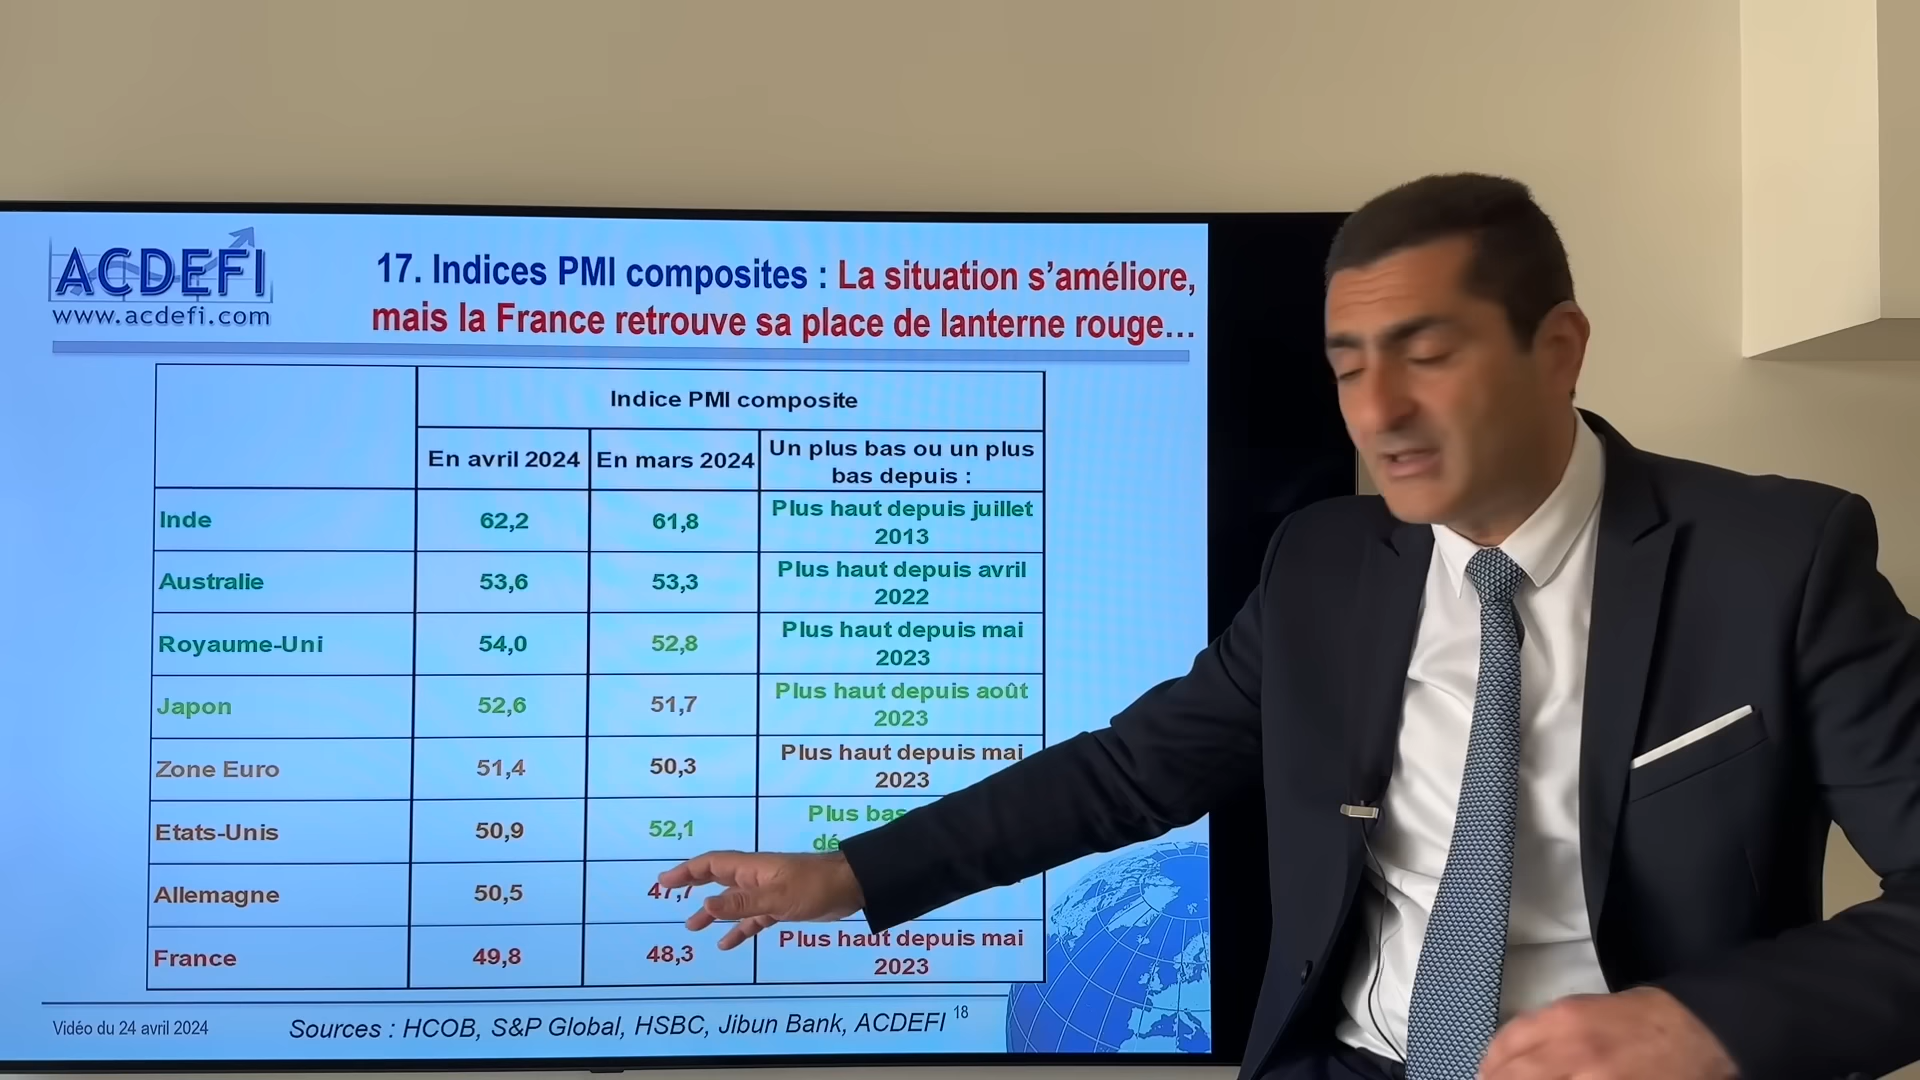 ACDEFI
www.acdefi.com
17. Indices PMI composites : La situation s'améliore,
mais la France retrouve sa place de lanterne rouge...
Indice PMI composite
En avril 2024 En mars 2024 Un plus bas ou un plus
bas depuis :
Inde 62,2 61,8 Plus haut depuis juillet
2013
Australie 53,6 53,3 Plus haut depuis avril
2022
Royaume-Uni 54,0 52,8 Plus haut depuis mai
2023
Japon 52,6 51,7 Plus haut depuis août
2023
Zone Euro 51,4 50,3 Plus haut depuis mai
2023
Etats-Unis 50,9 52,1 Plus bas
Allemagne 50,5 47,7
France 49,8 48,3 Plus haut depuis mai
2023
Vidéo du 24 avril 2024
Sources : HCOB, S&P Global, HSBC, Jibun Bank, ACDEFI 18